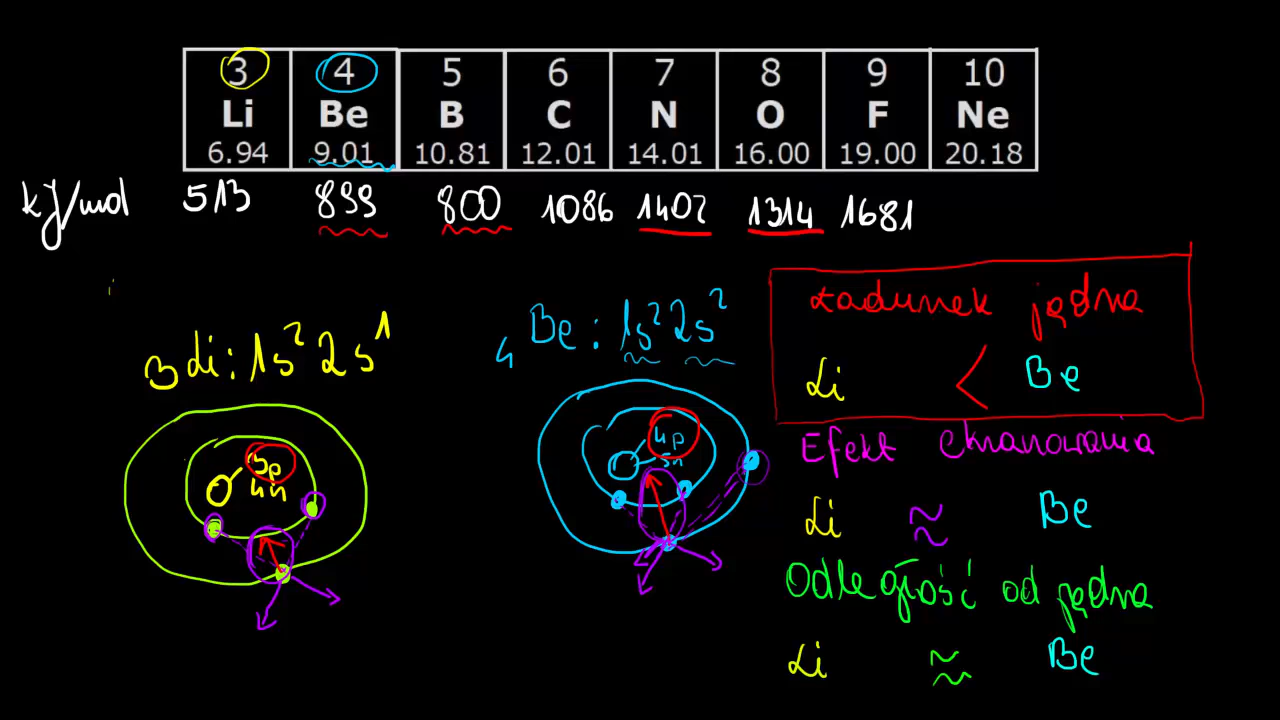 3 4 5 6 7 8 9 10
Li Be B C N O F Ne
6.94 9.01 10.81 12.01 14.01 16.00 19.00 20.18
kJ/mol 513 899 800 1086 1402 1314 1681
3Li: 1s² 2s¹
4Be: 1s² 2s²
3p
4n
4p
5n
Ładunek jądra
Li < Be
Efekt ekranowania
Li ≈ Be
Odległość od jądra
Li ≈ Be